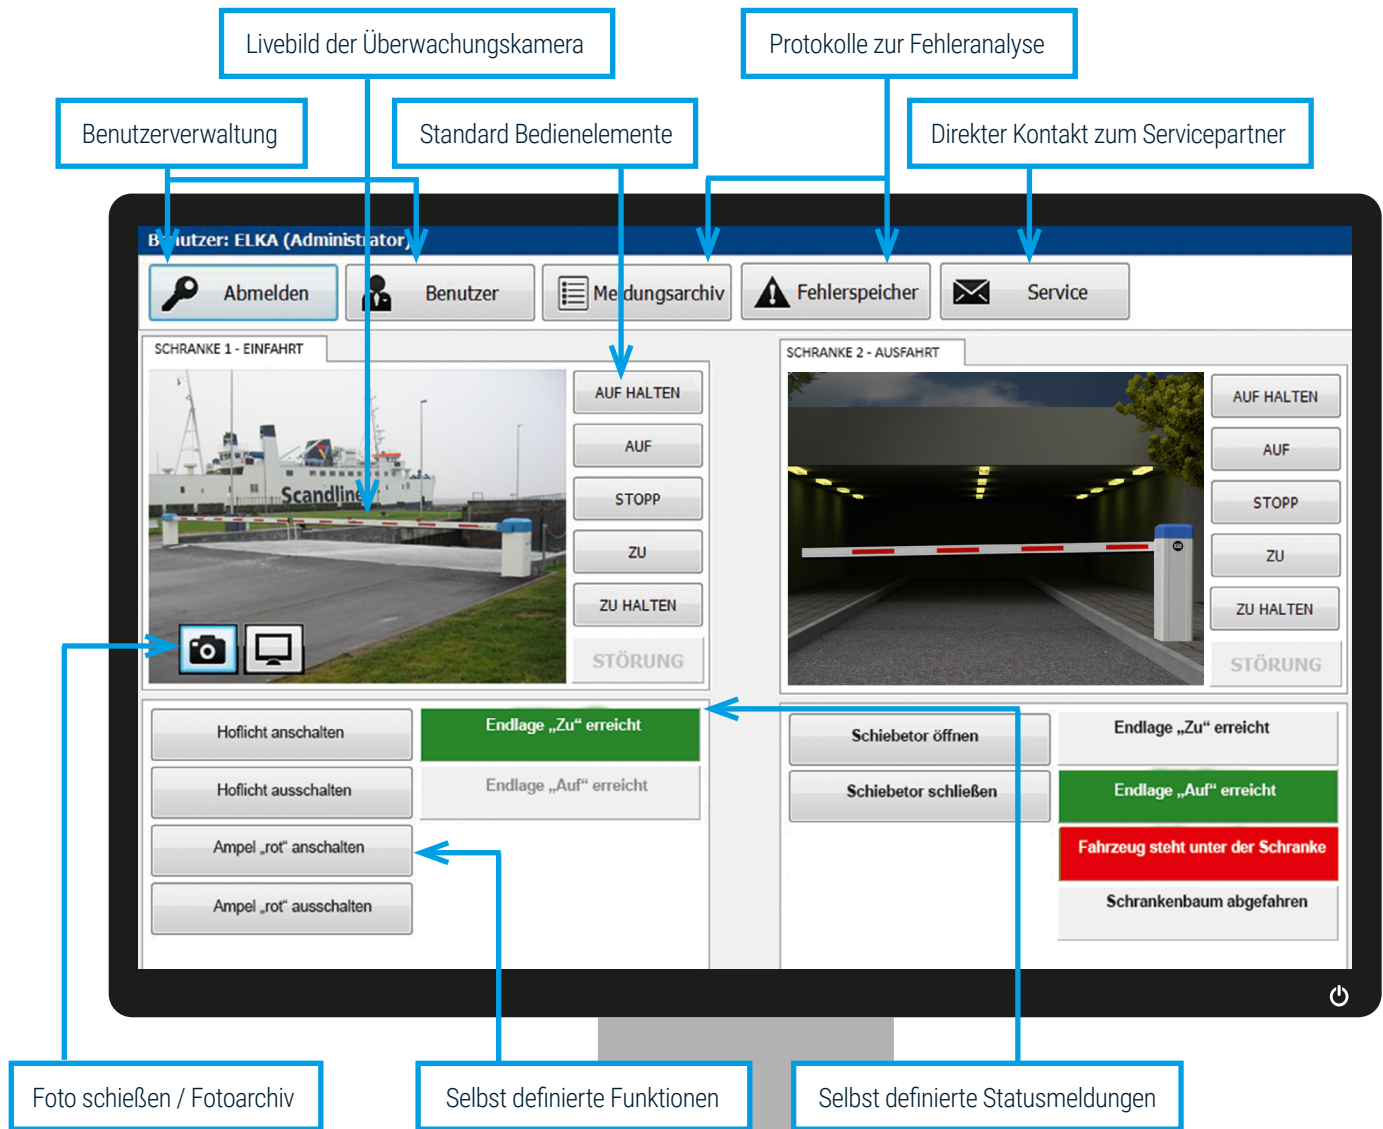 Livebild der Überwachungskamera
Protokolle zur Fehleranalyse
Benutzerverwaltung
Standard Bedienelemente
Direkter Kontakt zum Servicepartner
Benutzer: ELKA (Administrator)
Abmelden
Benutzer
Meldungsarchiv
Fehlerspeicher
Service
SCHRANKE 1 - EINFAHRT
Scandlines
AUF HALTEN
AUF
STOPP
ZU
ZU HALTEN
STÖRUNG
SCHRANKE 2 - AUSFAHRT
AUF HALTEN
AUF
STOPP
ZU
ZU HALTEN
STÖRUNG
Hoflicht anschalten
Hoflicht ausschalten
Ampel „rot“ anschalten
Ampel „rot“ ausschalten
Endlage „Zu“ erreicht
Endlage „Auf“ erreicht
Schiebetor öffnen
Schiebetor schließen
Endlage „Zu“ erreicht
Endlage „Auf“ erreicht
Fahrzeug steht unter der Schranke
Schrankenbaum abgefahren
Foto schießen / Fotoarchiv
Selbst definierte Funktionen
Selbst definierte Statusmeldungen